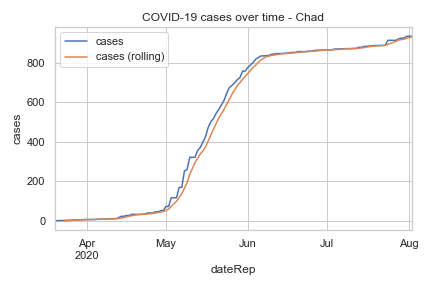 COVID-19 cases over time - Chad
cases
cases (rolling)
800
600
400
200
0
cases
Apr
2020
May
Jun
Jul
Aug
dateRep